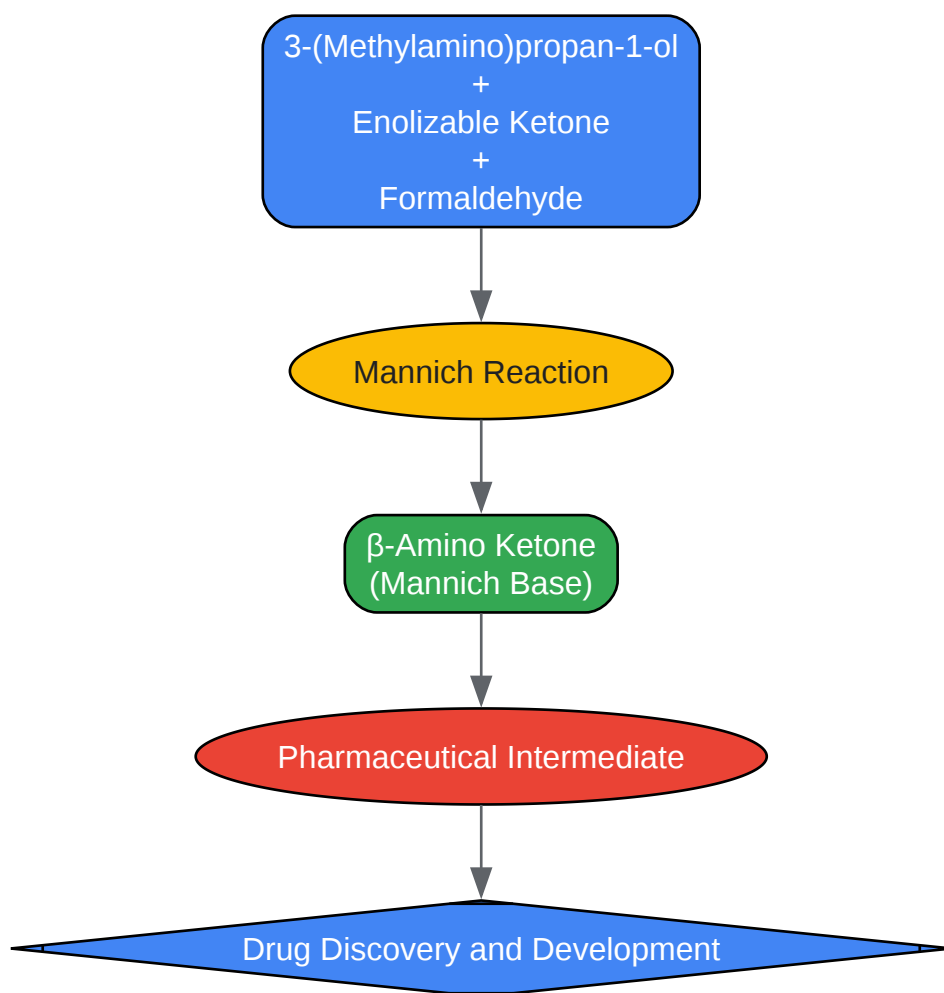 3-(Methylamino)propan-1-ol
+
Enolizable Ketone
+
Formaldehyde
Mannich Reaction
β-Amino Ketone
(Mannich Base)
Pharmaceutical Intermediate
Drug Discovery and Development